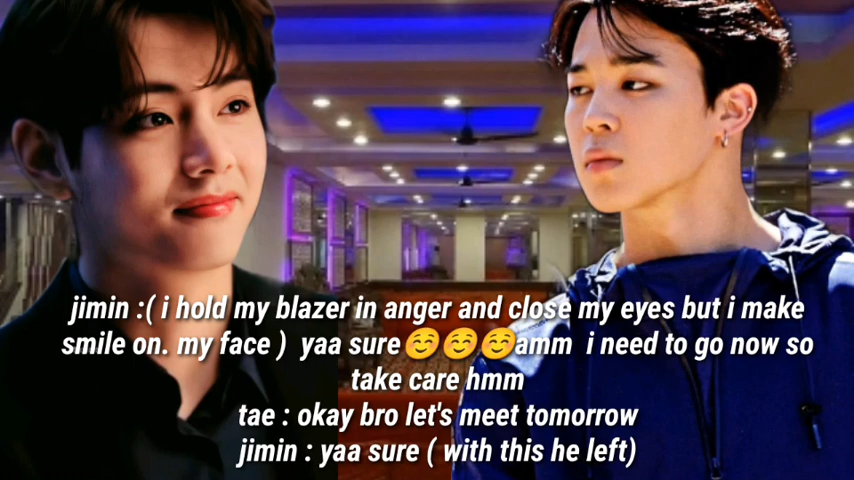 jimin :( i hold my blazer in anger and close my eyes but i make
smile on. my face ) yaa sure☺️☺️☺️amm i need to go now so
take care hmm
tae : okay bro let's meet tomorrow
jimin : yaa sure ( with this he left)